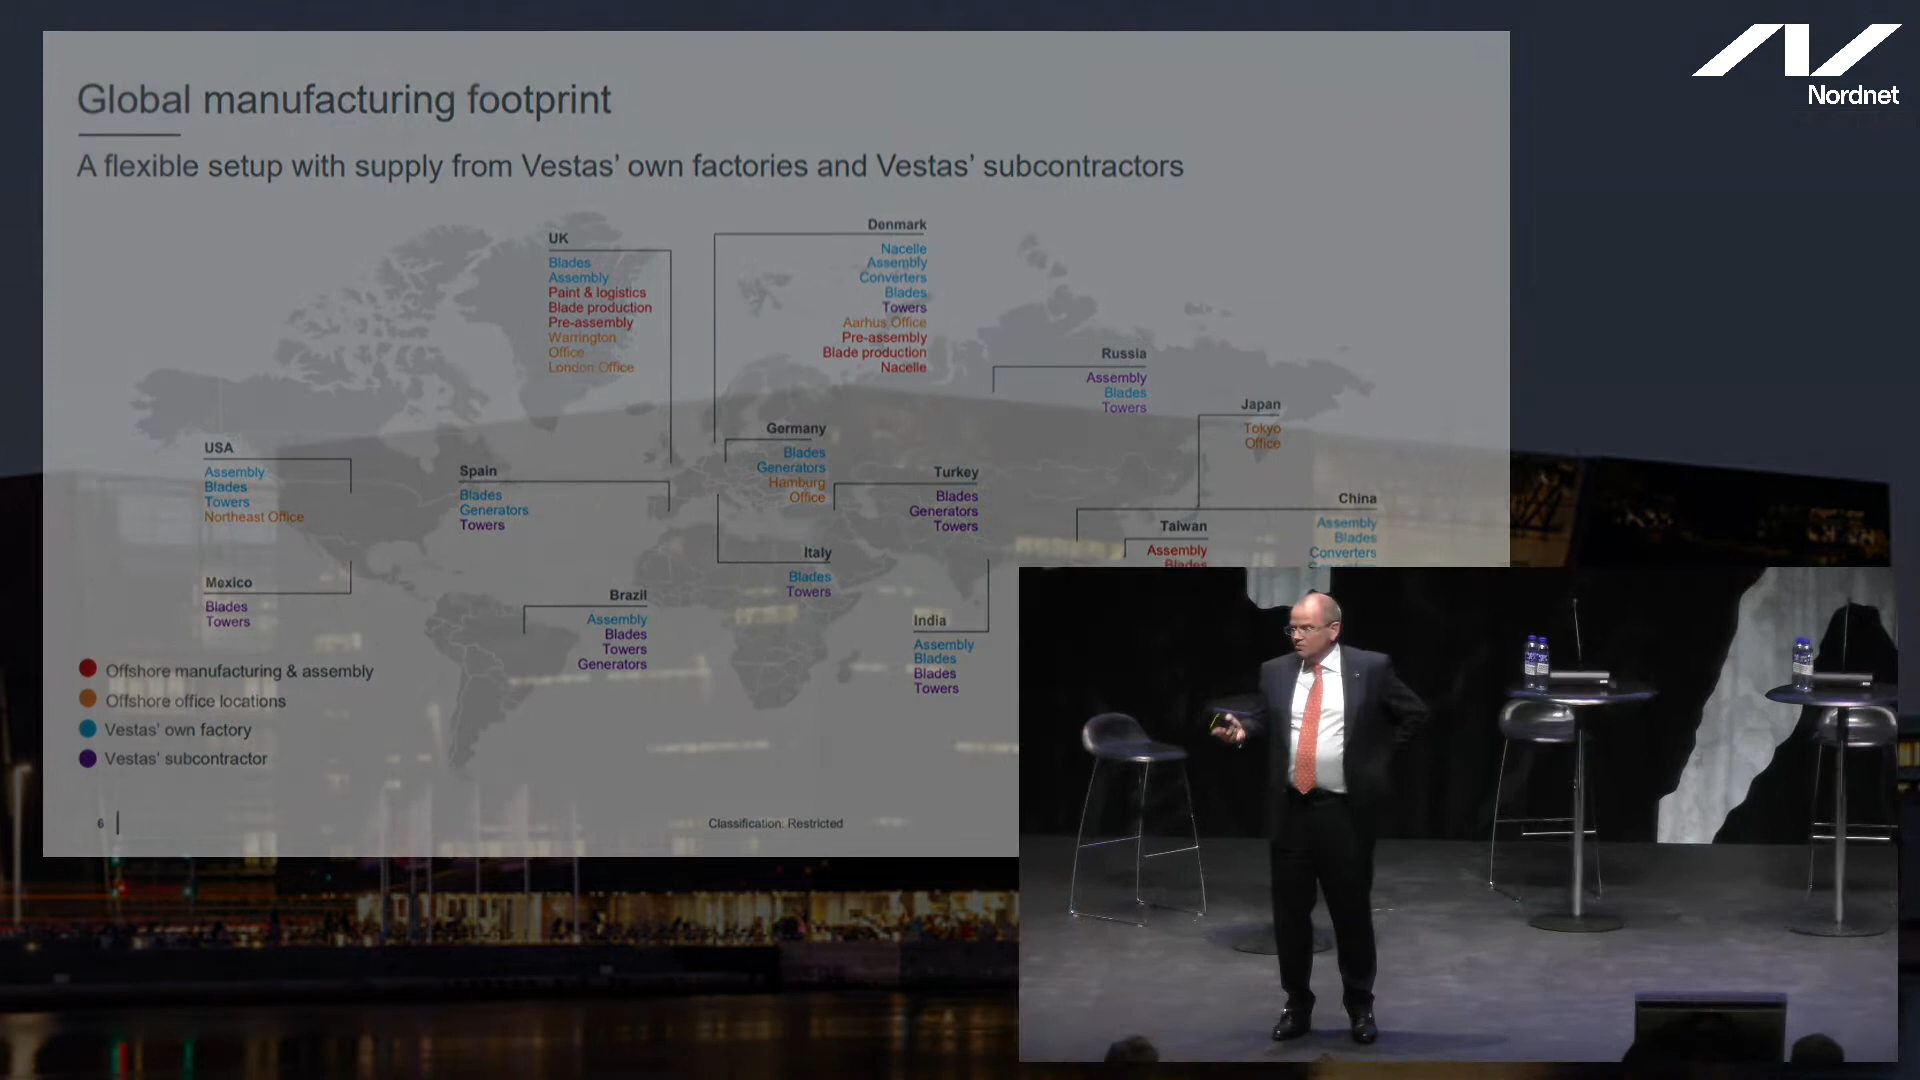 Nordnet
Global manufacturing footprint
A flexible setup with supply from Vestas' own factories and Vestas' subcontractors
UK
Blades
Assembly
Paint & logistics
Blade production
Pre-assembly
Warrington
Office
London Office
Denmark
Nacelle
Assembly
Converters
Blades
Towers
Aarhus Office
Pre-assembly
Blade production
Nacelle
Russia
Assembly
Blades
Towers
Japan
Tokyo
Office
USA
Assembly
Blades
Towers
Northeast Office
Spain
Blades
Generators
Towers
Germany
Blades
Generators
Hamburg
Office
Turkey
Blades
Generators
Towers
China
Assembly
Blades
Converters
Taiwan
Assembly
Blades
Italy
Blades
Towers
Mexico
Blades
Towers
Brazil
Assembly
Blades
Towers
Generators
India
Assembly
Blades
Blades
Towers
Offshore manufacturing & assembly
Offshore office locations
Vestas' own factory
Vestas' subcontractor
6
Classification: Restricted